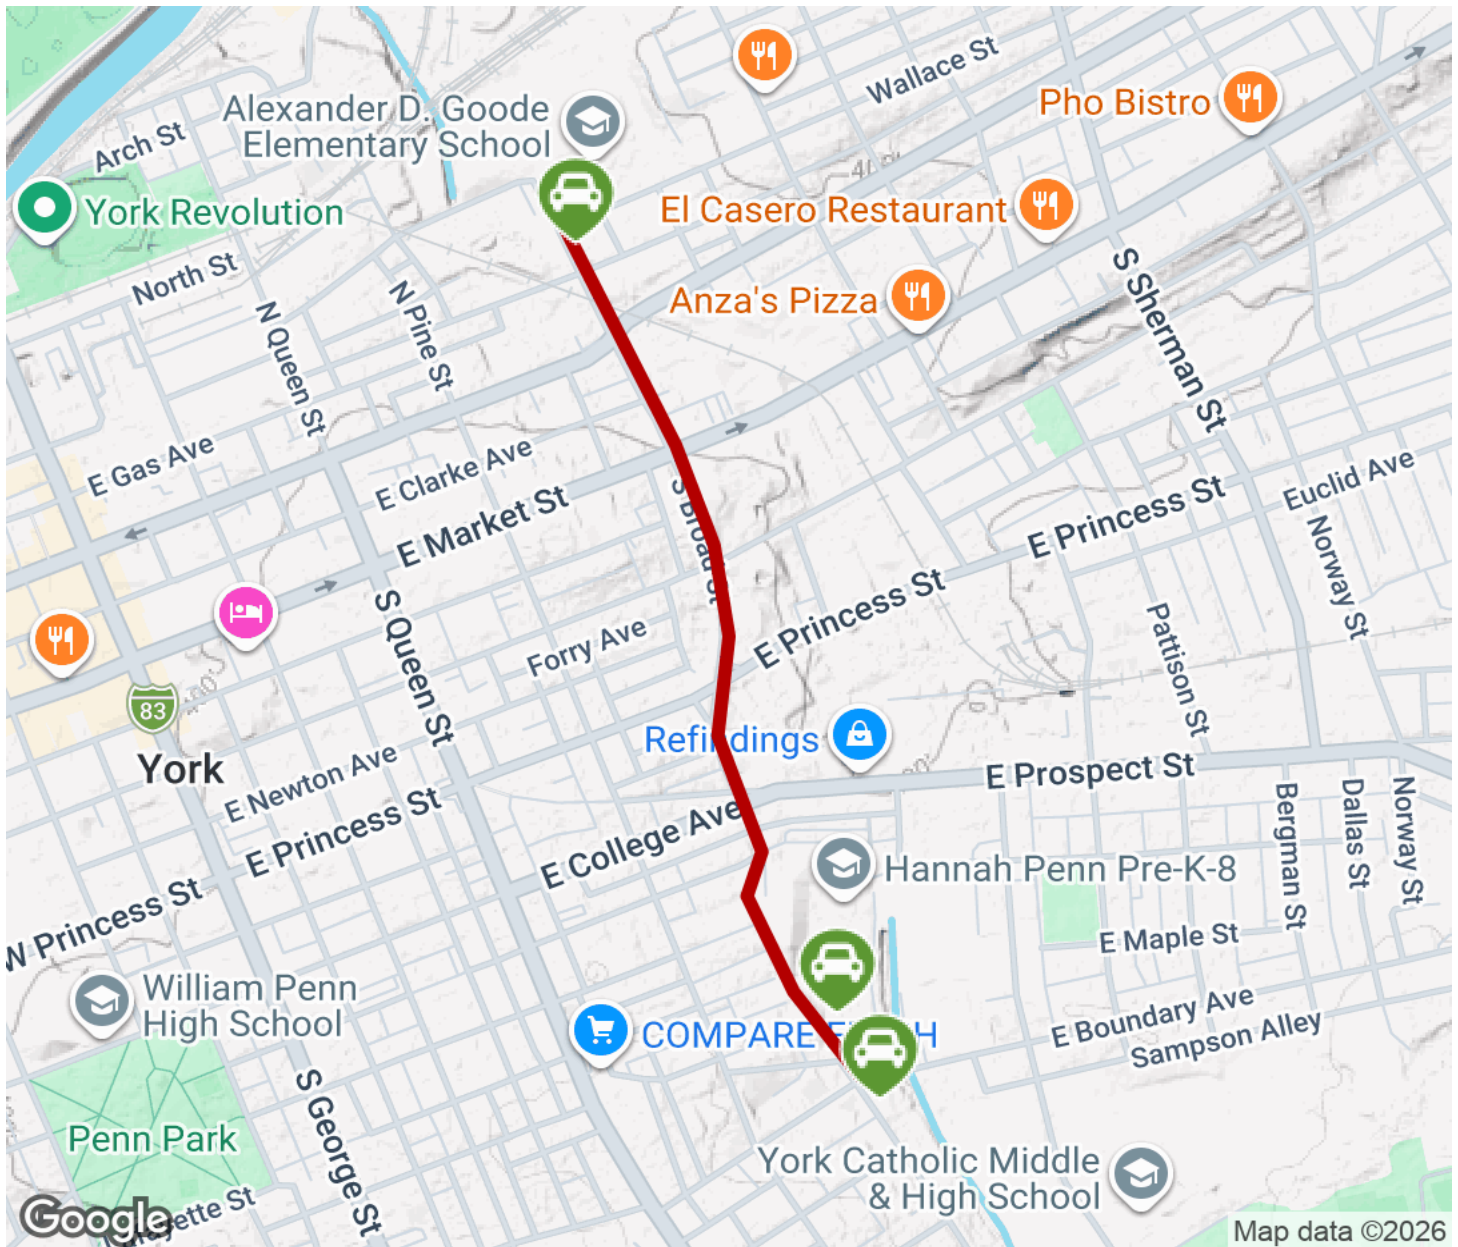 Wallace St
Pho Bistro
Alexander D. Goode
Elementary School
Arch St
York Revolution
El Casero Restaurant
North St
S Sherman St
N Pine St
Anza's Pizza
N Queen St
E Gas Ave
E Clarke Ave
E Market St
S Broad St
E Princess St
Euclid Ave
Norway St
E Princess St
S Queen St
Forry Ave
Pattison St
83
York
Refindings
E Prospect St
E Newton Ave
E Princess St
E College Ave
Bergman St
Dallas St
Norway St
Hannah Penn Pre-K-8
W Princess St
E Maple St
William Penn
High School
COMPARE
E Boundary Ave
Sampson Alley
S George St
Penn Park
York Catholic Middle
& High School
Google
Map data ©2026